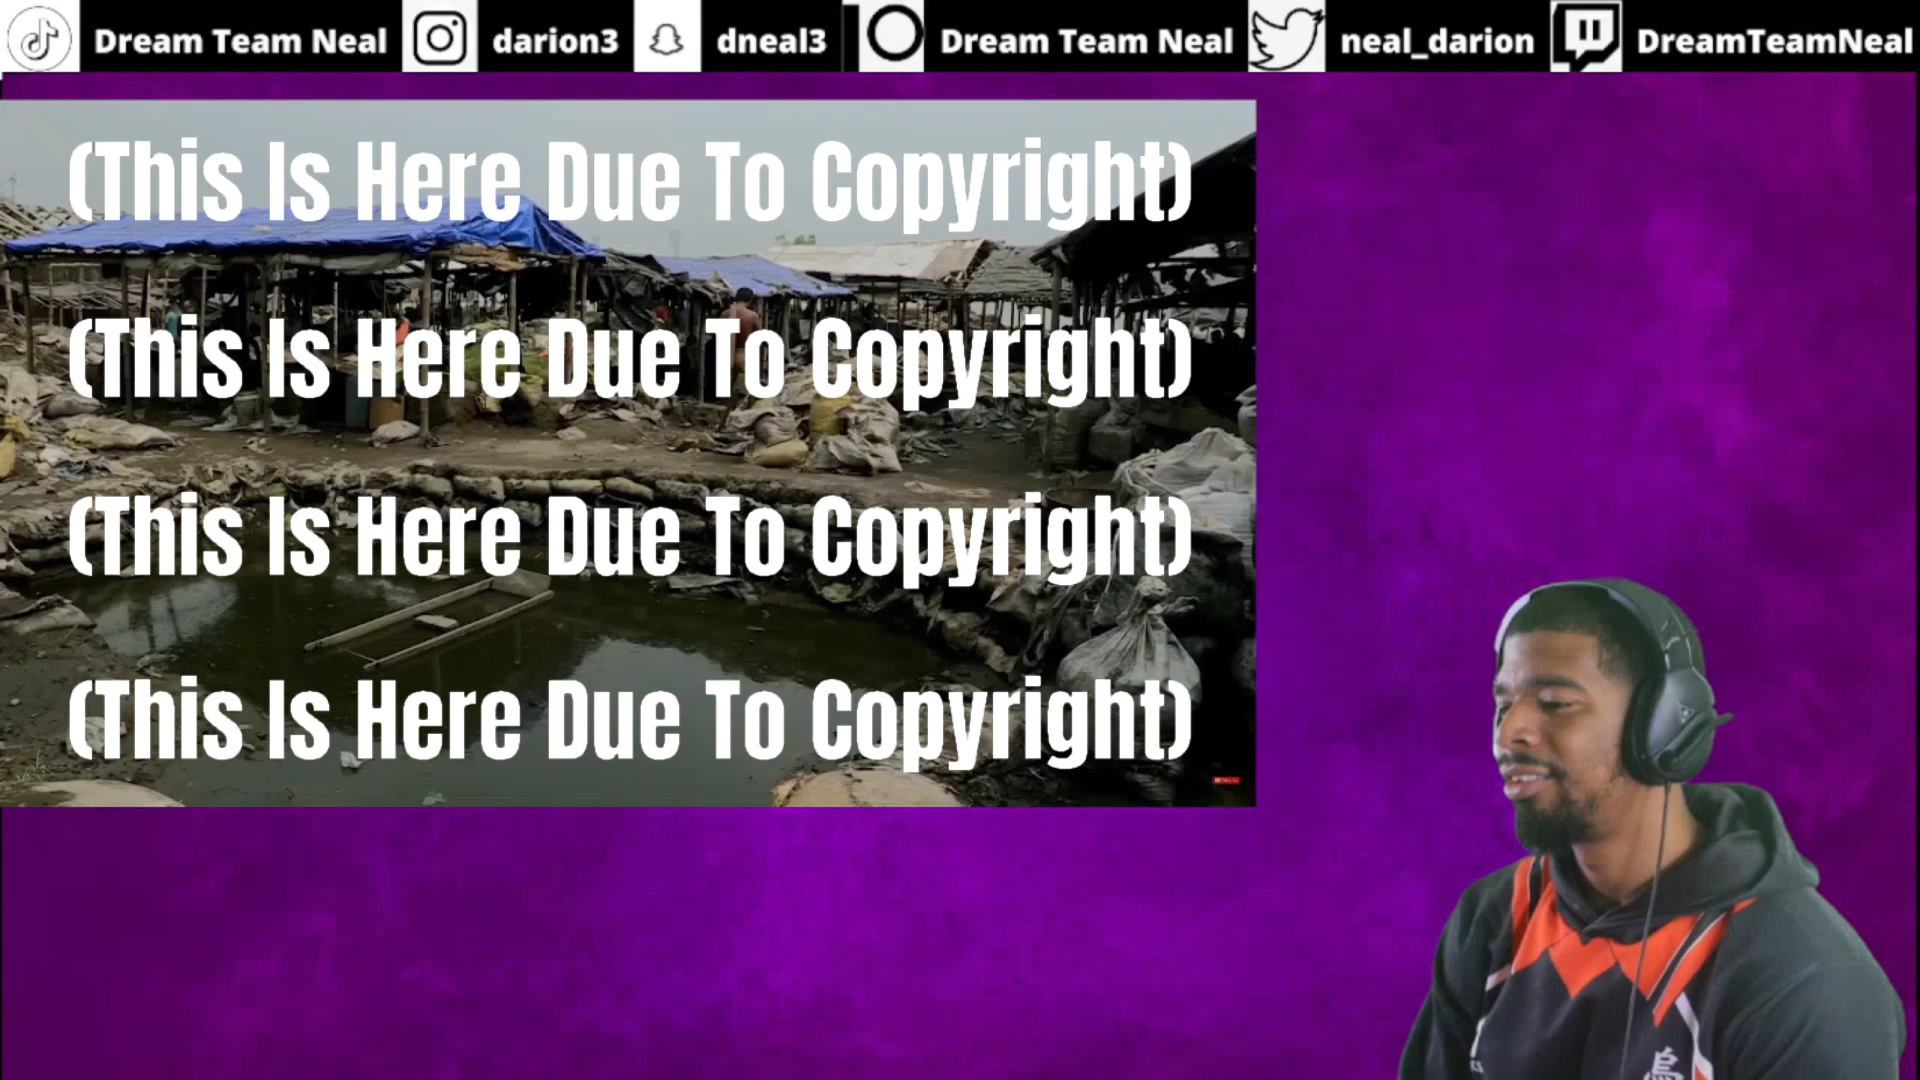 Dream Team Neal darion3 dneal3 Dream Team Neal neal_darion DreamTeamNeal
(This Is Here Due To Copyright)
(This Is Here Due To Copyright)
(This Is Here Due To Copyright)
(This Is Here Due To Copyright)
烏